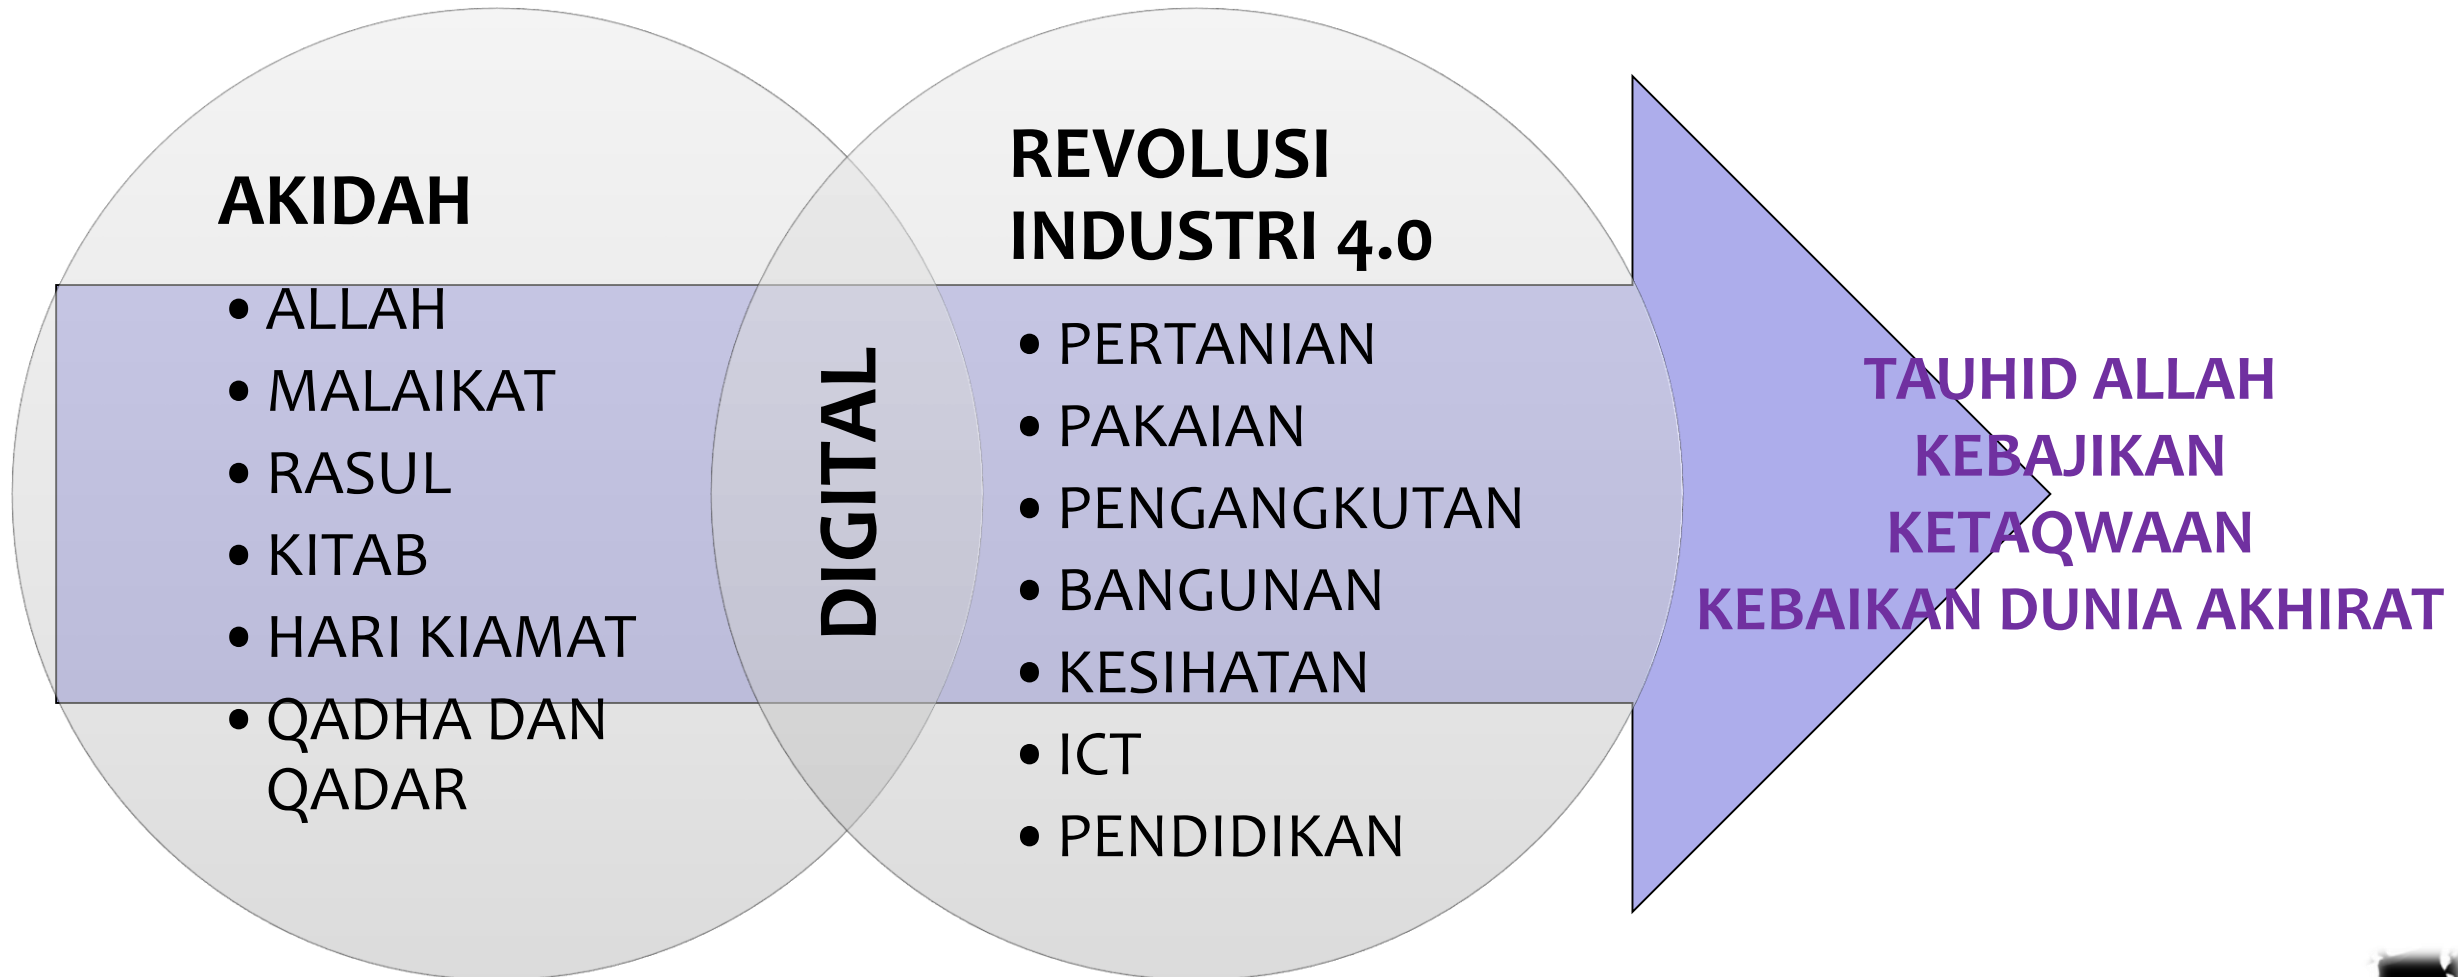 AKIDAH
• ALLAH
• MALAIKAT
• RASUL
• KITAB
• HARI KIAMAT
• QADHA DAN
QADAR
DIGITAL
REVOLUSI
INDUSTRI 4.0
• PERTANIAN
• PAKAIAN
• PENGANGKUTAN
• BANGUNAN
• KESIHATAN
• ICT
• PENDIDIKAN
TAUHID ALLAH
KEBAJIKAN
KETAQWAAN
KEBAIKAN DUNIA AKHIRAT